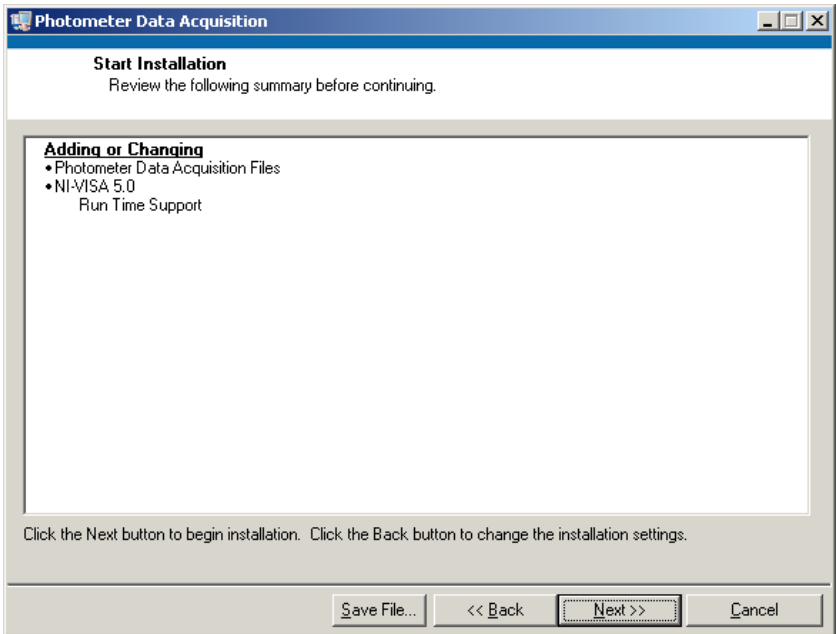 Photometer Data Acquisition
Start Installation
Review the following summary before continuing.
Adding or Changing
•Photometer Data Acquisition Files
•NI-VISA 5.0
Run Time Support
Click the Next button to begin installation.  Click the Back button to change the installation settings.
Save File...
<< Back
Next >>
Cancel